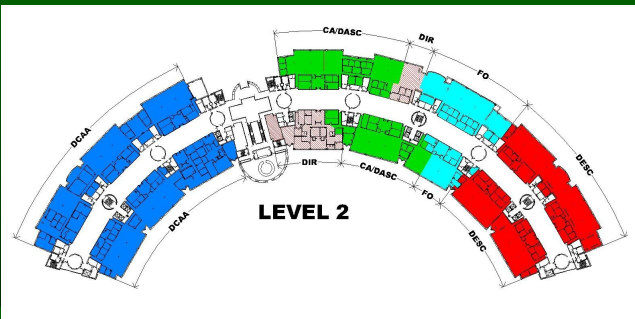 CA/DASC
DIR
FO
DCAA
DESC
DIR
CA/DASC
FO
DCAA
DESC
LEVEL 2